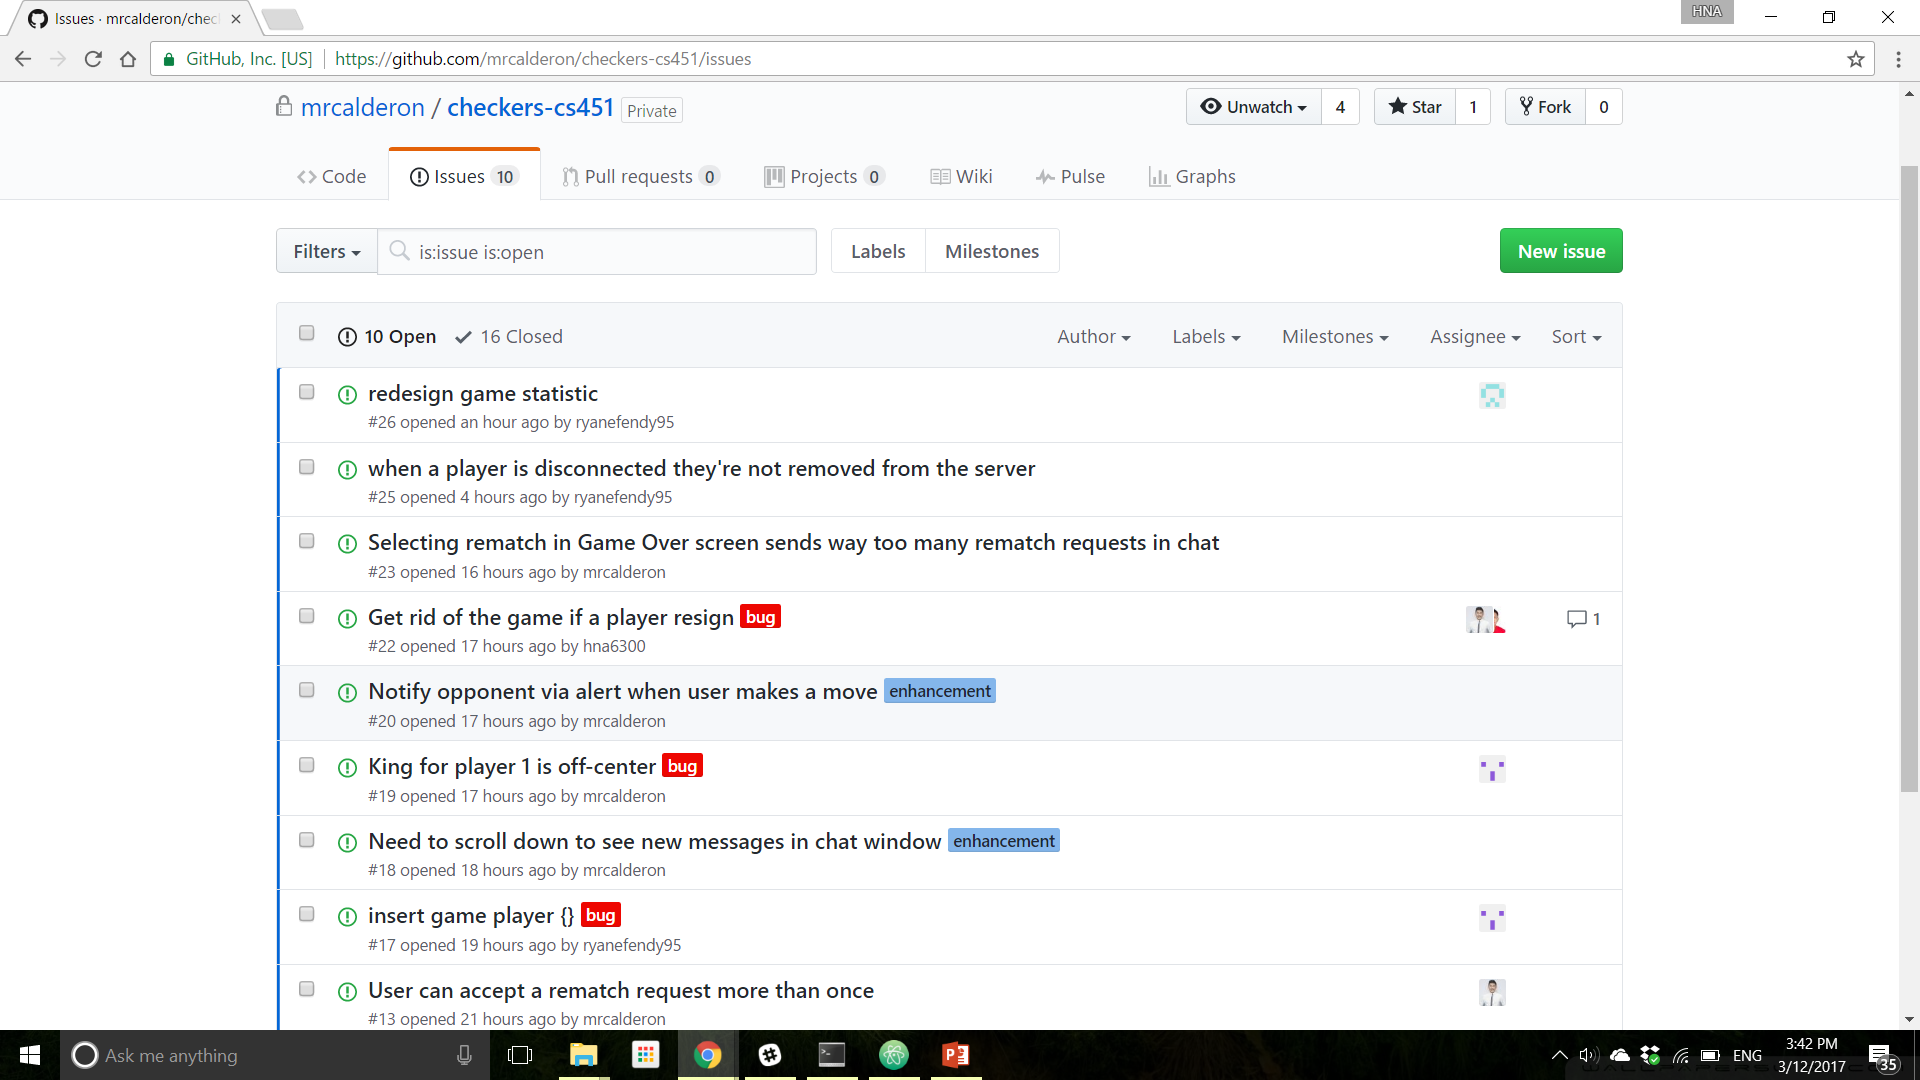 Issues · mrcalderon/chec
HNA
GitHub, Inc. [US] https://github.com/mrcalderon/checkers-cs451/issues
mrcalderon / checkers-cs451 Private
Unwatch 4 Star 1 Fork 0
Code Issues 10 Pull requests 0 Projects 0 Wiki Pulse Graphs
Filters is:issue is:open Labels Milestones New issue
10 Open 16 Closed Author Labels Milestones Assignee Sort
redesign game statistic
#26 opened an hour ago by ryanefendy95
when a player is disconnected they're not removed from the server
#25 opened 4 hours ago by ryanefendy95
Selecting rematch in Game Over screen sends way too many rematch requests in chat
#23 opened 16 hours ago by mrcalderon
Get rid of the game if a player resign bug 1
#22 opened 17 hours ago by hna6300
Notify opponent via alert when user makes a move enhancement
#20 opened 17 hours ago by mrcalderon
King for player 1 is off-center bug
#19 opened 17 hours ago by mrcalderon
Need to scroll down to see new messages in chat window enhancement
#18 opened 18 hours ago by mrcalderon
insert game player {} bug
#17 opened 19 hours ago by ryanefendy95
User can accept a rematch request more than once
#13 opened 21 hours ago by mrcalderon
Ask me anything
ENG
3:42 PM
3/12/2017
35